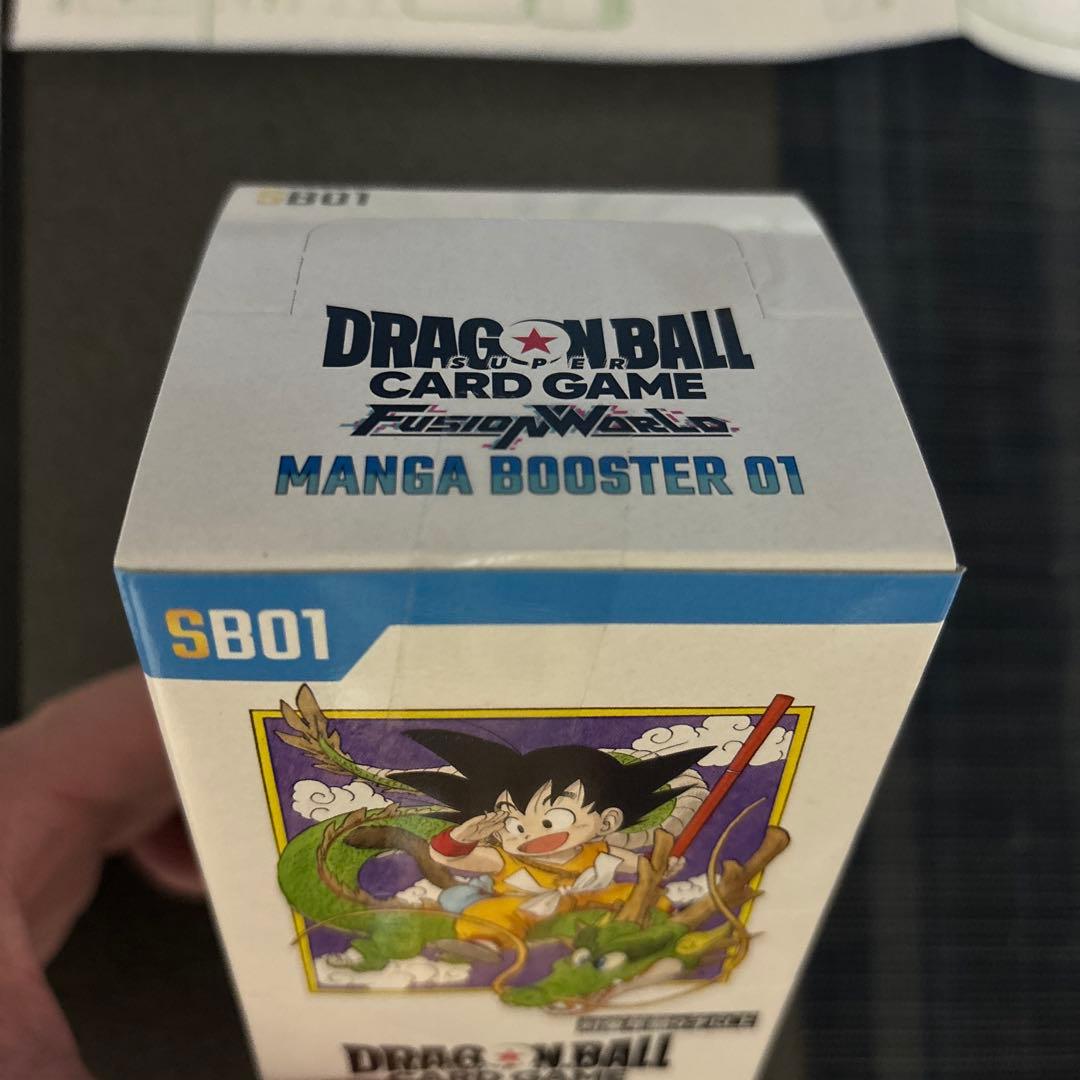 SB01
DRAGON BALL
SUPER
CARD GAME
FUSION WORLD
MANGA BOOSTER 01
SB01
DRAGON BALL
CARD GAME